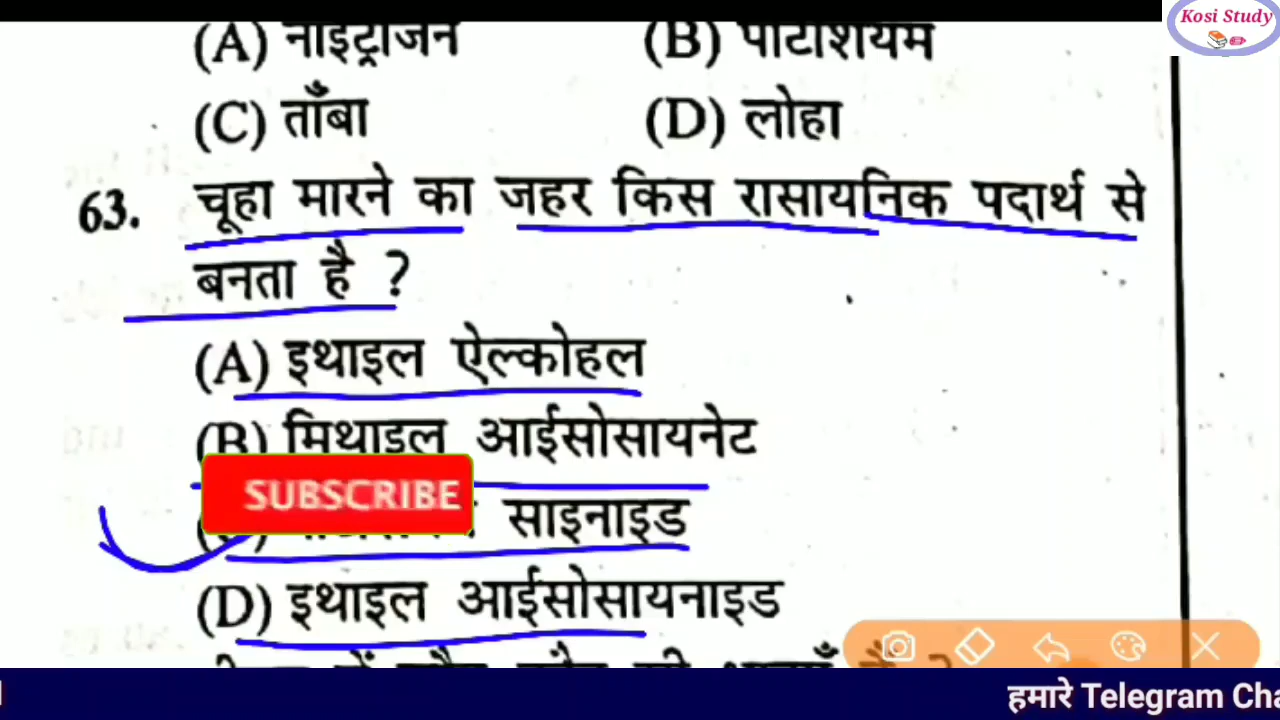 Kosi Study
(A) नाइट्रोजन (B) पोटाशियम
(C) ताँबा (D) लोहा
63. चूहा मारने का जहर किस रासायनिक पदार्थ से
बनता है ?
(A) इथाइल ऐल्कोहल
(B) मिथाइल आईसोसायनेट
SUBSCRIBE
साइनाइड
(D) इथाइल आईसोसायनाइड
हमारे Telegram Cha